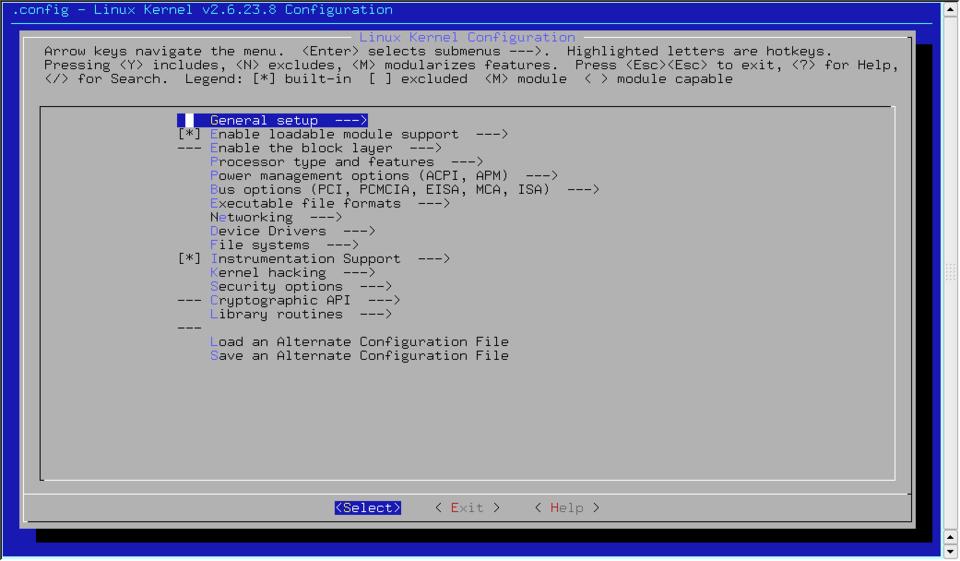 .config - Linux Kernel v2.6.23.8 Configuration
Linux Kernel Configuration
Arrow keys navigate the menu.  <Enter> selects submenus --->.  Highlighted letters are hotkeys.
Pressing <Y> includes, <N> excludes, <M> modularizes features.  Press <Esc><Esc> to exit, <?> for Help,
</> for Search.  Legend: [*] built-in  [ ] excluded  <M> module  < > module capable
General setup  --->
[*] Enable loadable module support  --->
--- Enable the block layer  --->
Processor type and features  --->
Power management options (ACPI, APM)  --->
Bus options (PCI, PCMCIA, EISA, MCA, ISA)  --->
Executable file formats  --->
Networking  --->
Device Drivers  --->
File systems  --->
[*] Instrumentation Support  --->
Kernel hacking  --->
Security options  --->
--- Cryptographic API  --->
Library routines  --->
---
Load an Alternate Configuration File
Save an Alternate Configuration File
<Select>    < Exit >    < Help >